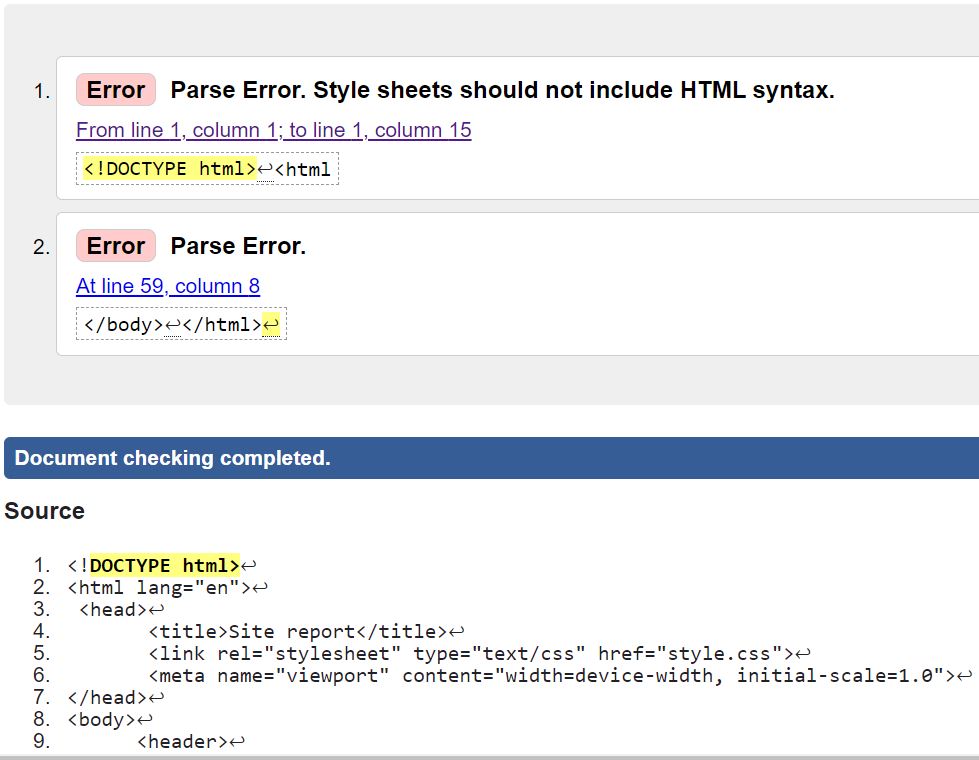 1. Error Parse Error. Style sheets should not include HTML syntax.
From line 1, column 1; to line 1, column 15
<!DOCTYPE html>↩<html
2. Error Parse Error.
At line 59, column 8
</body>↩</html>↩
Document checking completed.
Source
1. <!DOCTYPE html>↩
2. <html lang="en">↩
3. <head>↩
4. <title>Site report</title>↩
5. <link rel="stylesheet" type="text/css" href="style.css">↩
6. <meta name="viewport" content="width=device-width, initial-scale=1.0">↩
7. </head>↩
8. <body>↩
9. <header>↩